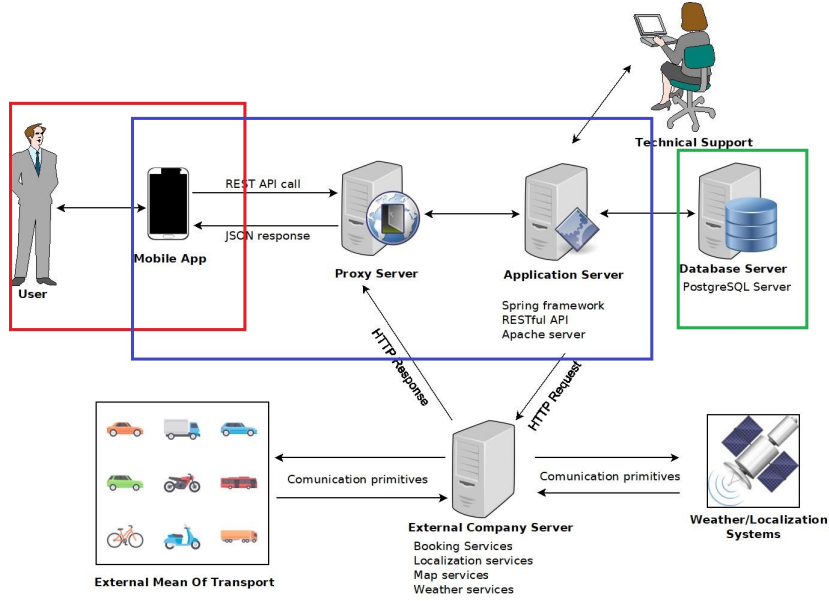 Technical Support
REST API call
JSON response
Mobile App
User
Proxy Server
Application Server
Spring framework
RESTful API
Apache server
Database Server
PostgreSQL Server
HTTP Response
HTTP Request
Comunication primitives
Comunication primitives
External Company Server
Booking Services
Localization services
Map services
Weather services
External Mean Of Transport
Weather/Localization
Systems